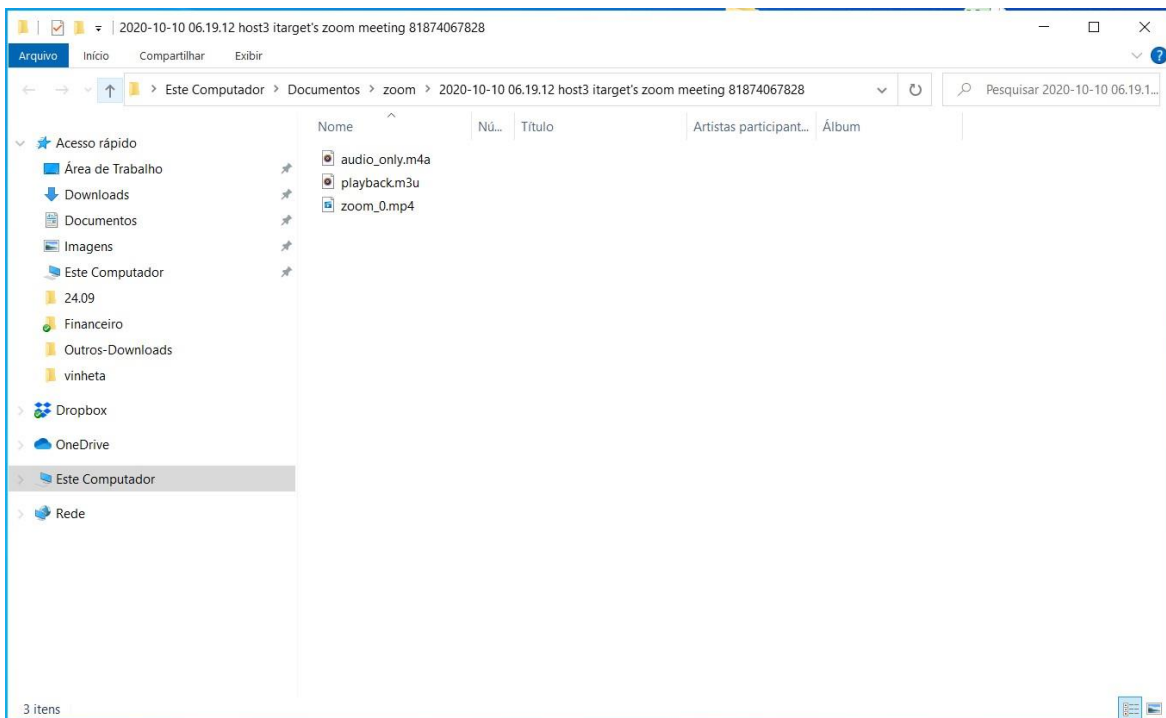 2020-10-10 06.19.12 host3 itarget's zoom meeting 81874067828
Arquivo Início Compartilhar Exibir
Este Computador > Documentos > zoom > 2020-10-10 06.19.12 host3 itarget's zoom meeting 81874067828
Pesquisar 2020-10-10 06.19.1...
Acesso rápido
Área de Trabalho
Downloads
Documentos
Imagens
Este Computador
24.09
Financeiro
Outros-Downloads
vinheta
Dropbox
OneDrive
Este Computador
Rede
Nome Nú... Título Artistas participant... Álbum
audio_only.m4a
playback.m3u
zoom_0.mp4
3 itens